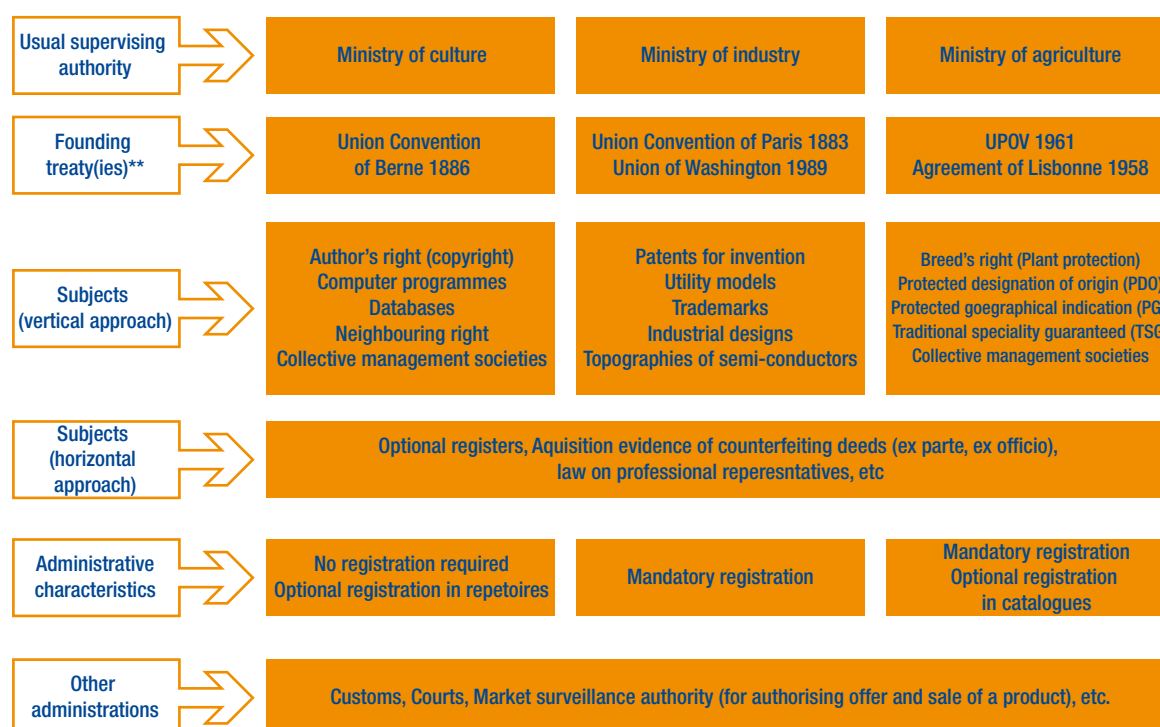 Usual supervising
authority
Ministry of culture
Ministry of industry
Ministry of agriculture
Founding
treaty(ies)**
Union Convention
of Berne 1886
Union Convention of Paris 1883
Union of Washington 1989
UPOV 1961
Agreement of Lisbonne 1958
Subjects
(vertical approach)
Author's right (copyright)
Computer programmes
Databases
Neighbouring right
Collective management societies
Patents for invention
Utility models
Trademarks
Industrial designs
Topographies of semi-conductors
Breed's right (Plant protection)
Protected designation of origin (PDO)
Protected goegraphical indication (PG
Traditional speciality guaranteed (TSG
Collective management societies
Subjects
(horizontal
approach)
Optional registers, Aquisition evidence of counterfeiting deeds (ex parte, ex officio),
law on professional reperesntatives, etc
Administrative
characteristics
No registration required
Optional registration in repetoires
Mandatory registration
Mandatory registration
Optional registration
in catalogues
Other
administrations
Customs, Courts, Market surveillance authority (for authorising offer and sale of a product), etc.